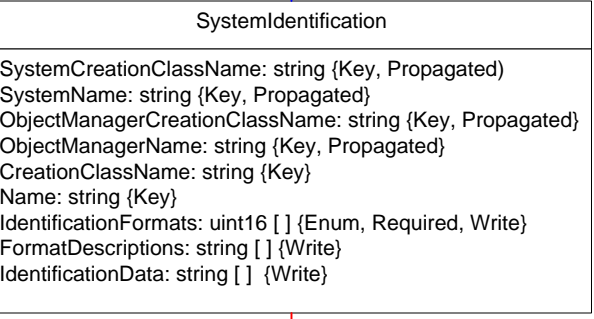 SystemIdentification
SystemCreationClassName: string {Key, Propagated)
SystemName: string {Key, Propagated}
ObjectManagerCreationClassName: string {Key, Propagated}
ObjectManagerName: string {Key, Propagated}
CreationClassName: string {Key}
Name: string {Key}
IdentificationFormats: uint16 [ ] {Enum, Required, Write}
FormatDescriptions: string [ ] {Write}
IdentificationData: string [ ]  {Write}